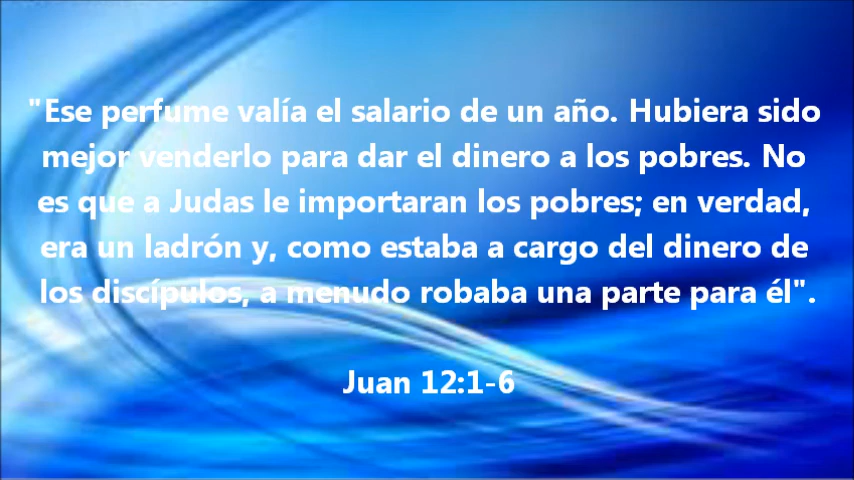 "Ese perfume valía el salario de un año. Hubiera sido
mejor venderlo para dar el dinero a los pobres. No
es que a Judas le importaran los pobres; en verdad,
era un ladrón y, como estaba a cargo del dinero de
los discípulos, a menudo robaba una parte para él".
Juan 12:1-6